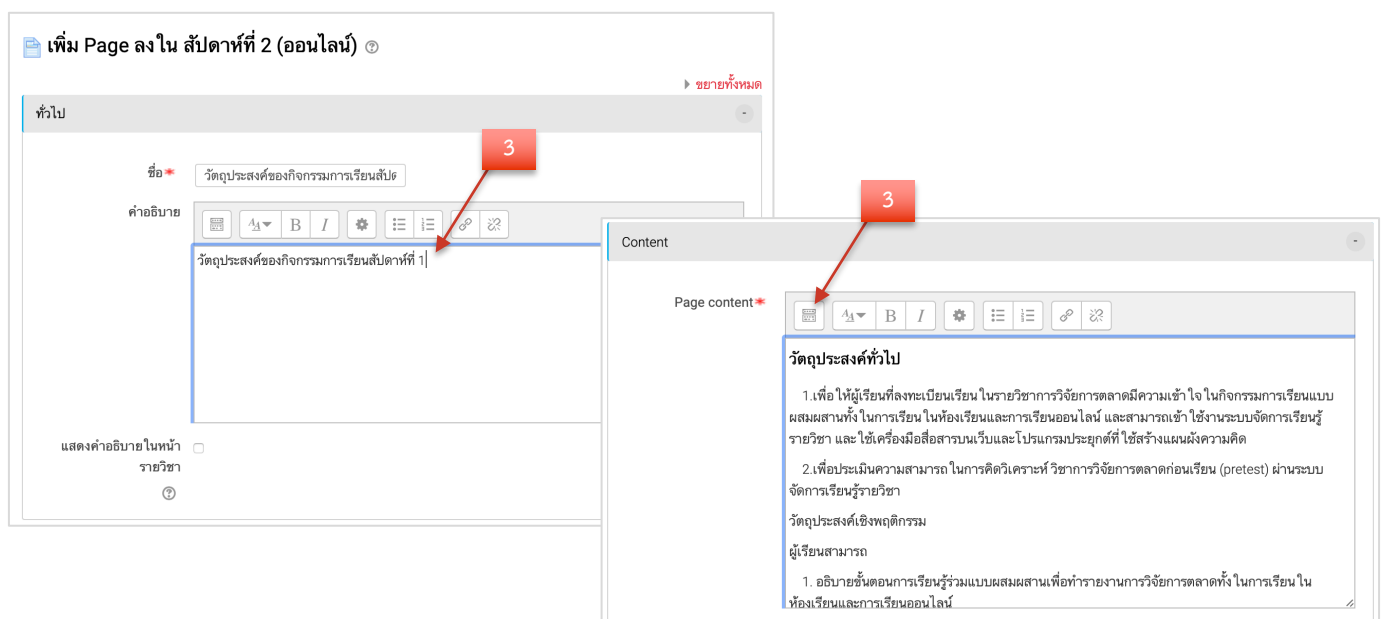 เพิ่ม Page ลงใน สัปดาห์ที่ 2 (ออนไลน์)
ขยายทั้งหมด
ทั่วไป
3
ชื่อ
วัตถุประสงค์ของกิจกรรมการเรียนสัปด
คำอธิบาย
B I
วัตถุประสงค์ของกิจกรรมการเรียนสัปดาห์ที่ 1
แสดงคำอธิบายในหน้า
รายวิชา
3
Content
Page content
B I
วัตถุประสงค์ทั่วไป
1.เพื่อให้ผู้เรียนที่ลงทะเบียนเรียนในรายวิชาการวิจัยการตลาดมีความเข้าใจในกิจกรรมการเรียนแบบ
ผสมผสานทั้งในการเรียนในห้องเรียนและการเรียนออนไลน์ และสามารถเข้าใช้งานระบบจัดการเรียนรู้
รายวิชา และใช้เครื่องมือสื่อสารบนเว็บและโปรแกรมประยุกต์ที่ใช้สร้างแผนผังความคิด
2.เพื่อประเมินความสามารถในการคิดวิเคราะห์ วิชาการวิจัยการตลาดก่อนเรียน (pretest) ผ่านระบบ
จัดการเรียนรู้รายวิชา
วัตถุประสงค์เชิงพฤติกรรม
ผู้เรียนสามารถ
1. อธิบายขั้นตอนการเรียนรู้ร่วมแบบผสมผสานเพื่อทำรายงานการวิจัยการตลาดทั้งในการเรียนใน
ห้องเรียนและการเรียนออนไลน์